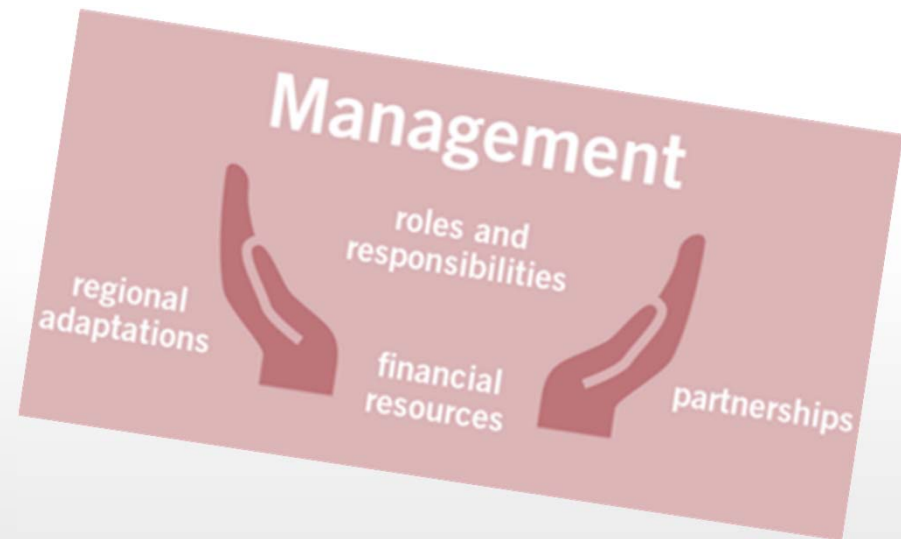 Management
roles and
responsibilities
regional
adaptations
financial
resources
partnerships